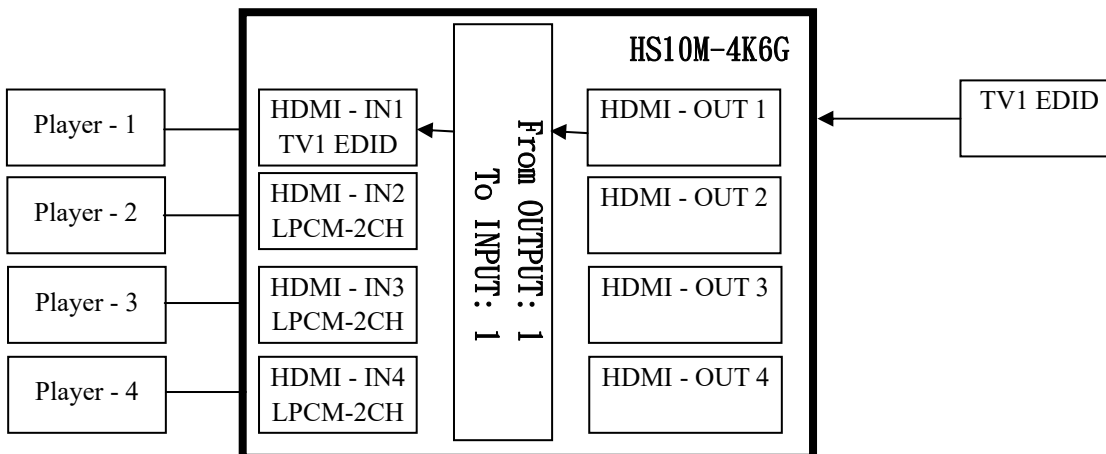 HS10M-4K6G
Player - 1
HDMI - IN1
TV1 EDID
From OUTPUT: 1
To INPUT: 1
HDMI - OUT 1
TV1 EDID
Player - 2
HDMI - IN2
LPCM-2CH
HDMI - OUT 2
Player - 3
HDMI - IN3
LPCM-2CH
HDMI - OUT 3
Player - 4
HDMI - IN4
LPCM-2CH
HDMI - OUT 4